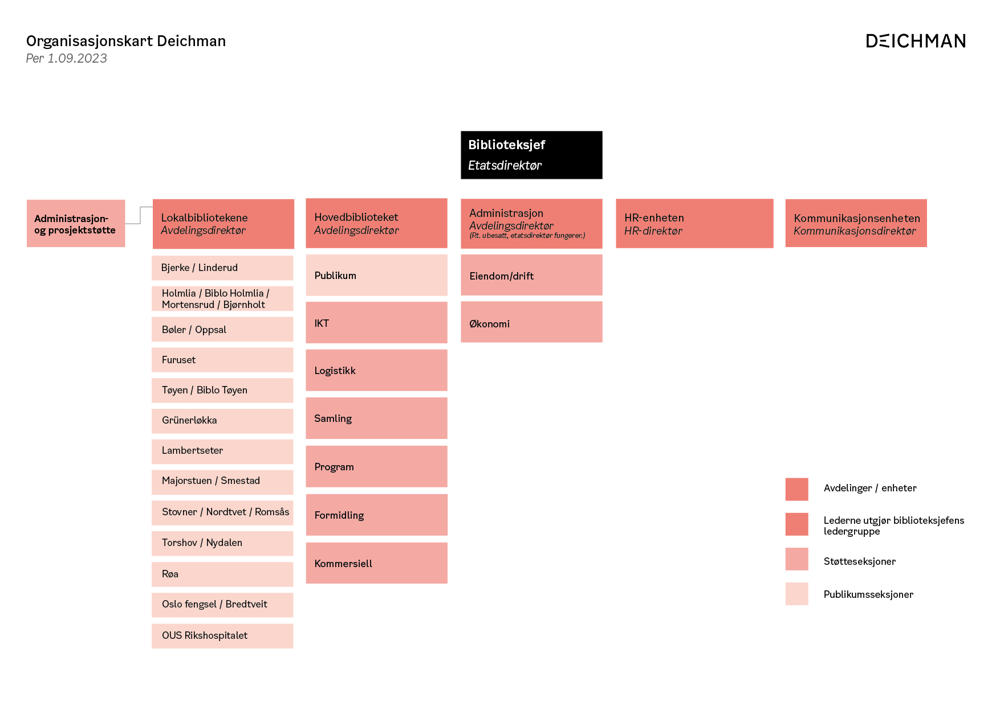 Organisasjonskart Deichman
Per 1.09.2023
DEICHMAN
Biblioteksjef
Etatsdirektør
Administrasjon-
og prosjektstøtte
Lokalbibliotekene
Avdelingsdirektør
Bjerke / Linderud
Holmlia / Biblo Holmlia /
Mortensrud / Bjørnholt
Bøler / Oppsal
Furuset
Tøyen / Biblo Tøyen
Grünerløkka
Lambertseter
Majorstuen / Smestad
Stovner / Nordtvet / Romsås
Torshov / Nydalen
Røa
Oslo fengsel / Bredtveit
OUS Rikshospitalet
Hovedbiblioteket
Avdelingsdirektør
Publikum
IKT
Logistikk
Samling
Program
Formidling
Kommersiell
Administrasjon
Avdelingsdirektør
(P.t. ubesatt, etatsdirektør fungerer.)
Eiendom/drift
Økonomi
HR-enheten
HR-direktør
Kommunikasjonsenheten
Kommunikasjonsdirektør
Avdelinger / enheter
Lederne utgjør biblioteksjefens
ledergruppe
Støtteseksjoner
Publikumsseksjoner